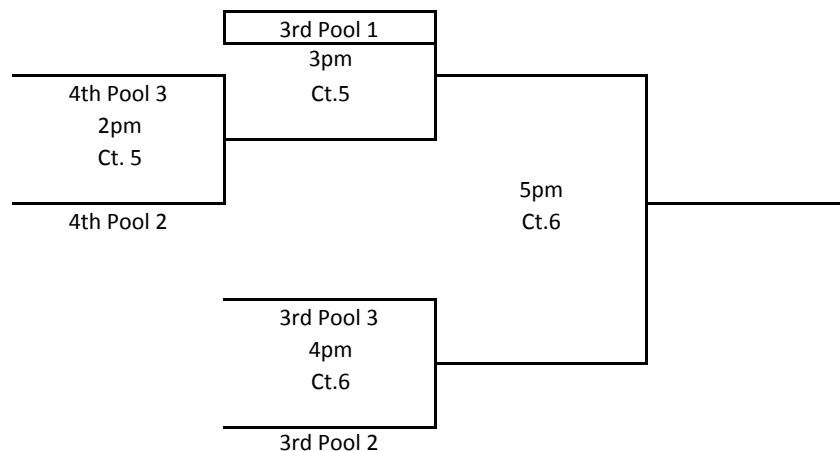 3rd Pool 1
3pm
Ct.5
4th Pool 3
2pm
Ct. 5
4th Pool 2
5pm
Ct.6
3rd Pool 3
4pm
Ct.6
3rd Pool 2